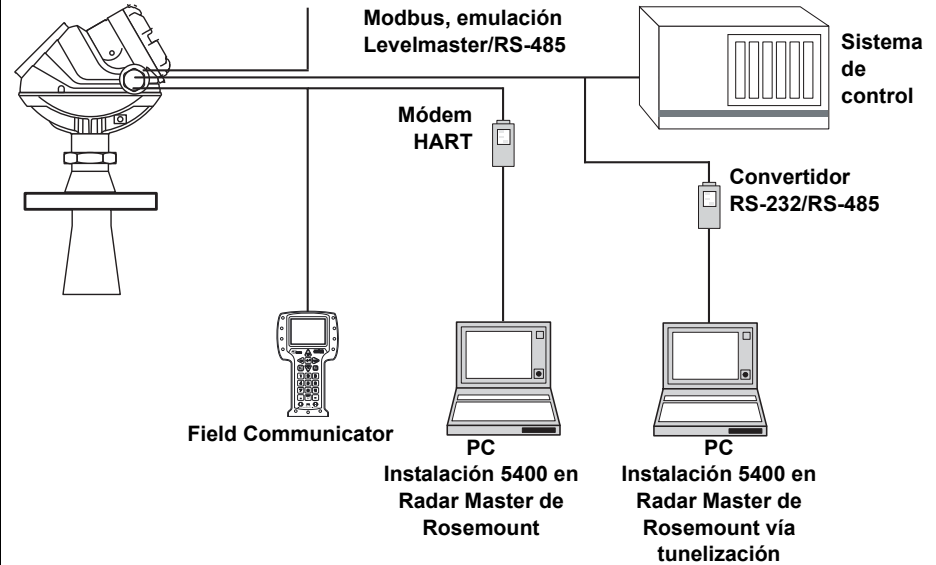 Modbus, emulación
Levelmaster/RS-485
Sistema
de
control
Módem
HART
Convertidor
RS-232/RS-485
Field Communicator
PC
Instalación 5400 en
Radar Master de
Rosemount
PC
Instalación 5400 en
Radar Master de
Rosemount vía
tunelización